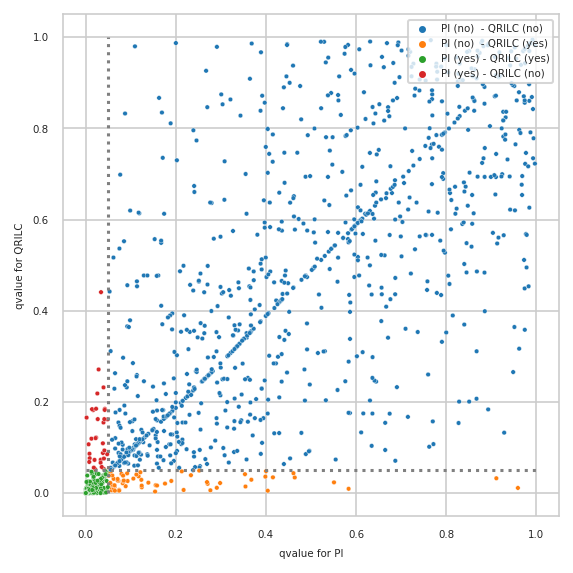 PI (no) - QRILC (no)
PI (no) - QRILC (yes)
PI (yes) - QRILC (yes)
PI (yes) - QRILC (no)
1.0
0.8
0.6
0.4
0.2
0.0
qvalue for QRILC
0.0 0.2 0.4 0.6 0.8 1.0
qvalue for PI